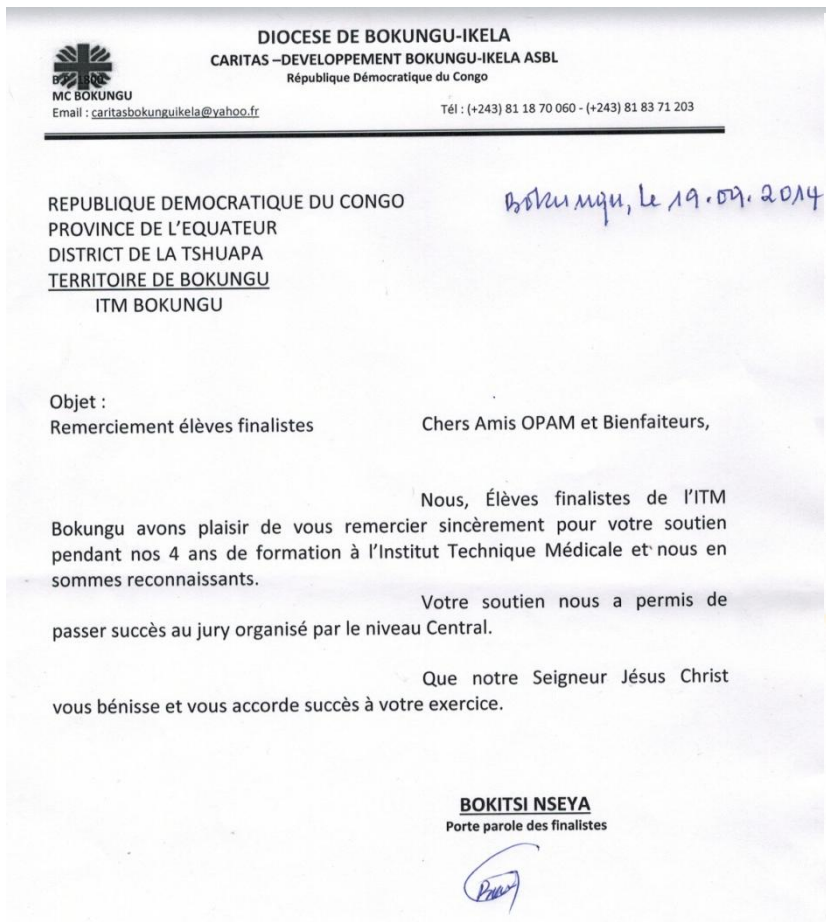 DIOCESE DE BOKUNGU-IKELA
CARITAS –DEVELOPPEMENT BOKUNGU-IKELA ASBL
République Démocratique du Congo
MC BOKUNGU
Email : caritasbokunguikela@yahoo.fr
Tél : (+243) 81 18 70 060 - (+243) 81 83 71 203
Bokungu, le 19.09.2014
REPUBLIQUE DEMOCRATIQUE DU CONGO
PROVINCE DE L’EQUATEUR
DISTRICT DE LA TSHUAPA
TERRITOIRE DE BOKUNGU
ITM BOKUNGU
Objet :
Remerciement élèves finalistes
Chers Amis OPAM et Bienfaiteurs,
Nous, Élèves finalistes de l’ITM
Bokungu avons plaisir de vous remercier sincèrement pour votre soutien
pendant nos 4 ans de formation à l’Institut Technique Médicale et nous en
sommes reconnaissants.
Votre soutien nous a permis de
passer succès au jury organisé par le niveau Central.
Que notre Seigneur Jésus Christ
vous bénisse et vous accorde succès à votre exercice.
BOKITSI NSEYA
Porte parole des finalistes